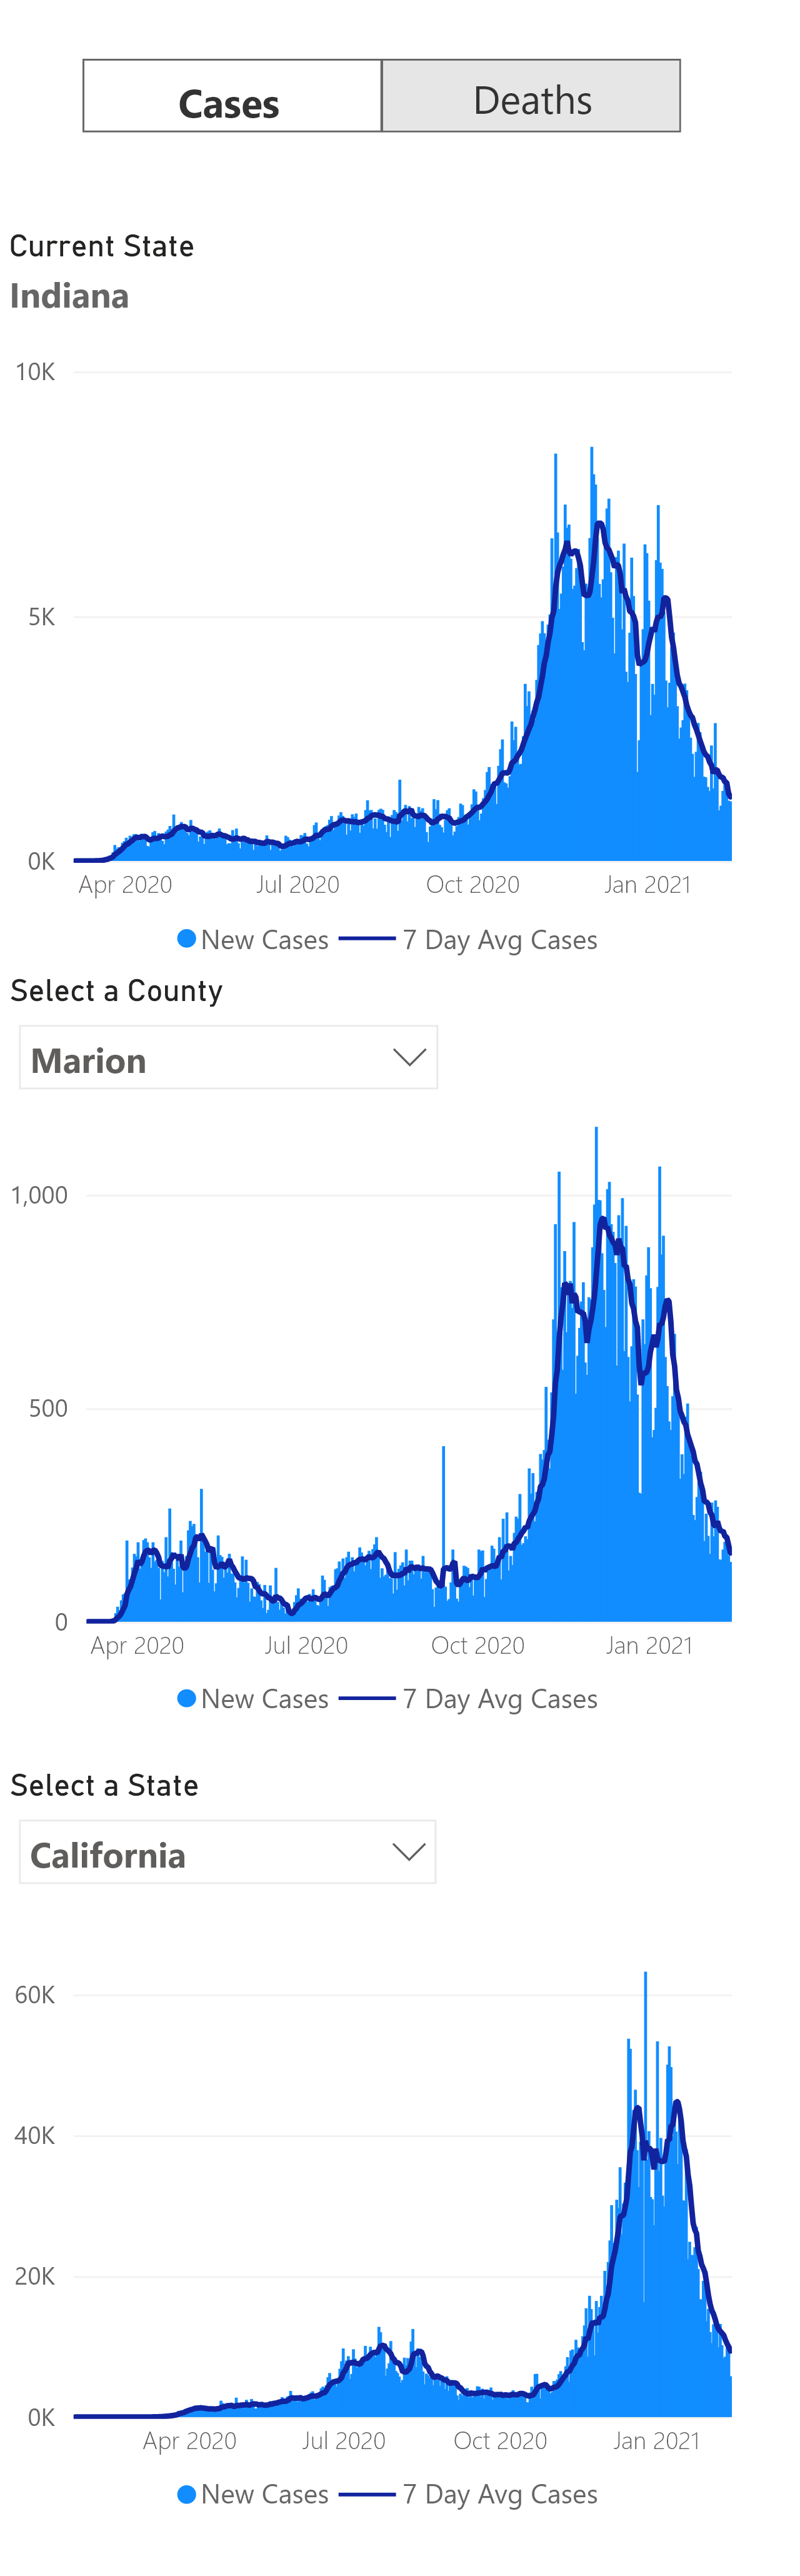 Cases Deaths
Current State
Indiana
10K
5K
0K
Apr 2020 Jul 2020 Oct 2020 Jan 2021
New Cases 7 Day Avg Cases
Select a County
Marion
1,000
500
0
Apr 2020 Jul 2020 Oct 2020 Jan 2021
New Cases 7 Day Avg Cases
Select a State
California
60K
40K
20K
0K
Apr 2020 Jul 2020 Oct 2020 Jan 2021
New Cases 7 Day Avg Cases